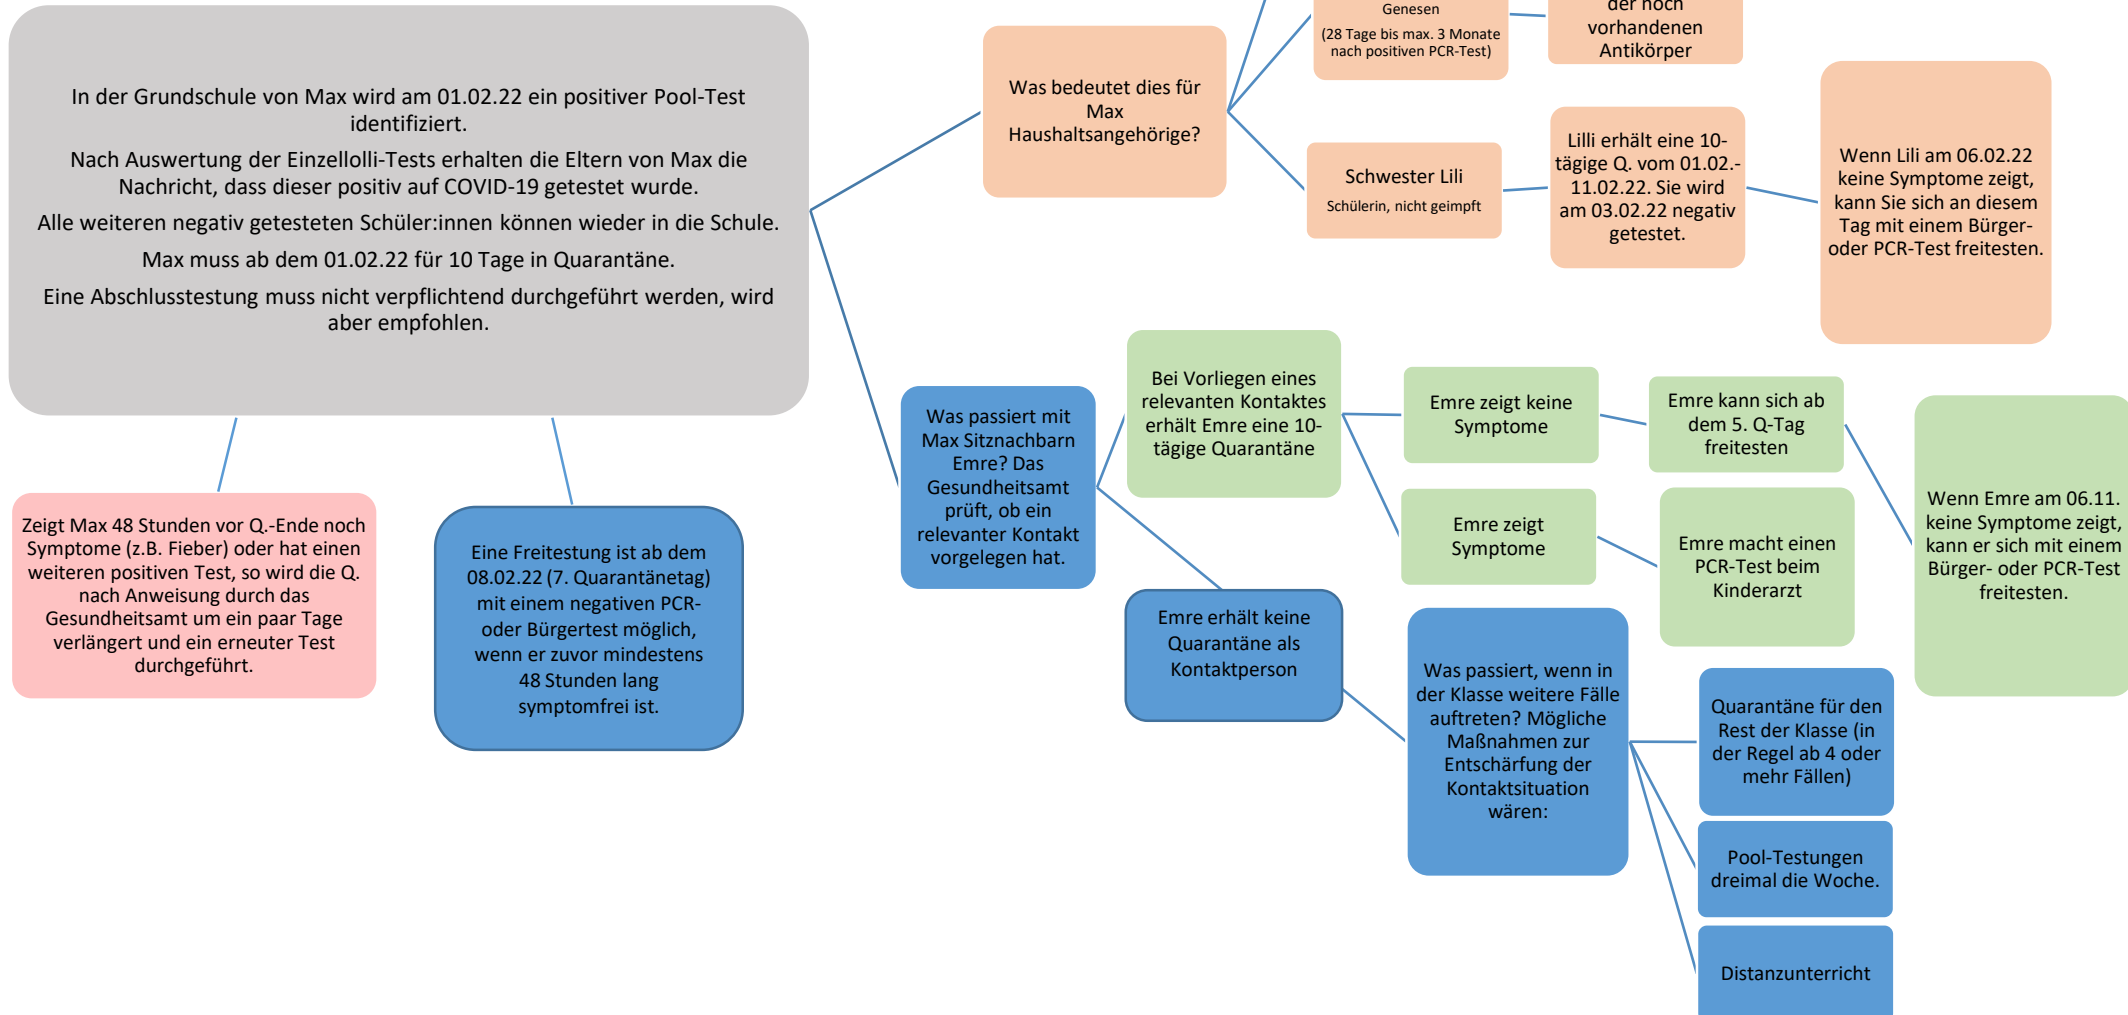 In der Grundschule von Max wird am 01.02.22 ein positiver Pool-Test
identifiziert.
Nach Auswertung der Einzellolli-Tests erhalten die Eltern von Max die
Nachricht, dass dieser positiv auf COVID-19 getestet wurde.
Alle weiteren negativ getesteten Schüler:innen können wieder in die Schule.
Max muss ab dem 01.02.22 für 10 Tage in Quarantäne.
Eine Abschlusstestung muss nicht verpflichtend durchgeführt werden, wird
aber empfohlen.
Zeigt Max 48 Stunden vor Q.-Ende noch
Symptome (z.B. Fieber) oder hat einen
weiteren positiven Test, so wird die Q.
nach Anweisung durch das
Gesundheitsamt um ein paar Tage
verlängert und ein erneuter Test
durchgeführt.
Eine Freitestung ist ab dem
08.02.22 (7. Quarantänetag)
mit einem negativen PCR-
oder Bürgertest möglich,
wenn er zuvor mindestens
48 Stunden lang
symptomfrei ist.
Was bedeutet dies für
Max
Haushaltsangehörige?
Genesen
(28 Tage bis max. 3 Monate
nach positiven PCR-Test)
der noch
vorhandenen
Antikörper
Schwester Lili
Schülerin, nicht geimpft
Lilli erhält eine 10-
tägige Q. vom 01.02.-
11.02.22. Sie wird
am 03.02.22 negativ
getestet.
Wenn Lili am 06.02.22
keine Symptome zeigt,
kann Sie sich an diesem
Tag mit einem Bürger-
oder PCR-Test freitesten.
Was passiert mit
Max Sitznachbarn
Emre? Das
Gesundheitsamt
prüft, ob ein
relevanter Kontakt
vorgelegen hat.
Bei Vorliegen eines
relevanten Kontaktes
erhält Emre eine 10-
tägige Quarantäne
Emre zeigt keine
Symptome
Emre kann sich ab
dem 5. Q-Tag
freitesten
Wenn Emre am 06.11.
keine Symptome zeigt,
kann er sich mit einem
Bürger- oder PCR-Test
freitesten.
Emre zeigt
Symptome
Emre macht einen
PCR-Test beim
Kinderarzt
Emre erhält keine
Quarantäne als
Kontaktperson
Was passiert, wenn in
der Klasse weitere Fälle
auftreten? Mögliche
Maßnahmen zur
Entschärfung der
Kontaktsituation
wären:
Quarantäne für den
Rest der Klasse (in
der Regel ab 4 oder
mehr Fällen)
Pool-Testungen
dreimal die Woche.
Distanzunterricht